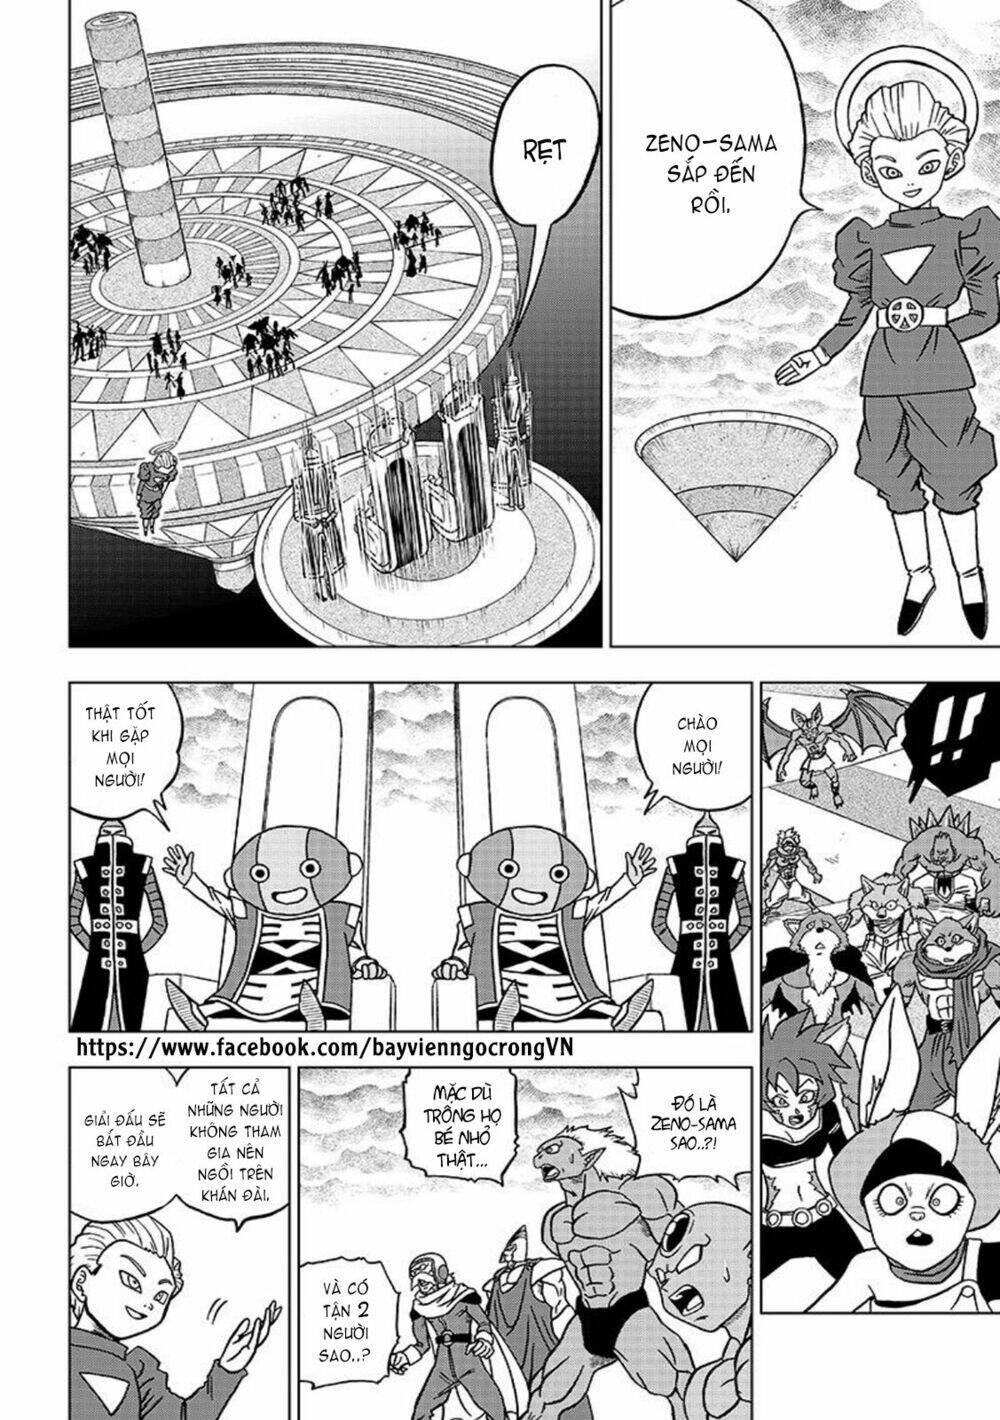 ZENO-SAMA
SẮP ĐẾN
RỒI.
RẸT
!!
CHÀO
MỌI
NGƯỜI!
THẬT TỐT
KHI GẶP
MỌI
NGƯỜI!
https://www.facebook.com/bayvienngocrongVN
ĐÓ LÀ
ZENO-SAMA
SAO..?!
MẶC DÙ
TRÔNG HỌ
BÉ NHỎ
THẬT...
VÀ CÓ
TẬN 2
NGƯỜI
SAO..?
TẤT CẢ
NHỮNG NGƯỜI
KHÔNG THAM
GIA NÊN
NGỒI TRÊN
KHÁN ĐÀI.
GIẢI ĐẤU SẼ
BẮT ĐẦU
NGAY BÂY
GIỜ.